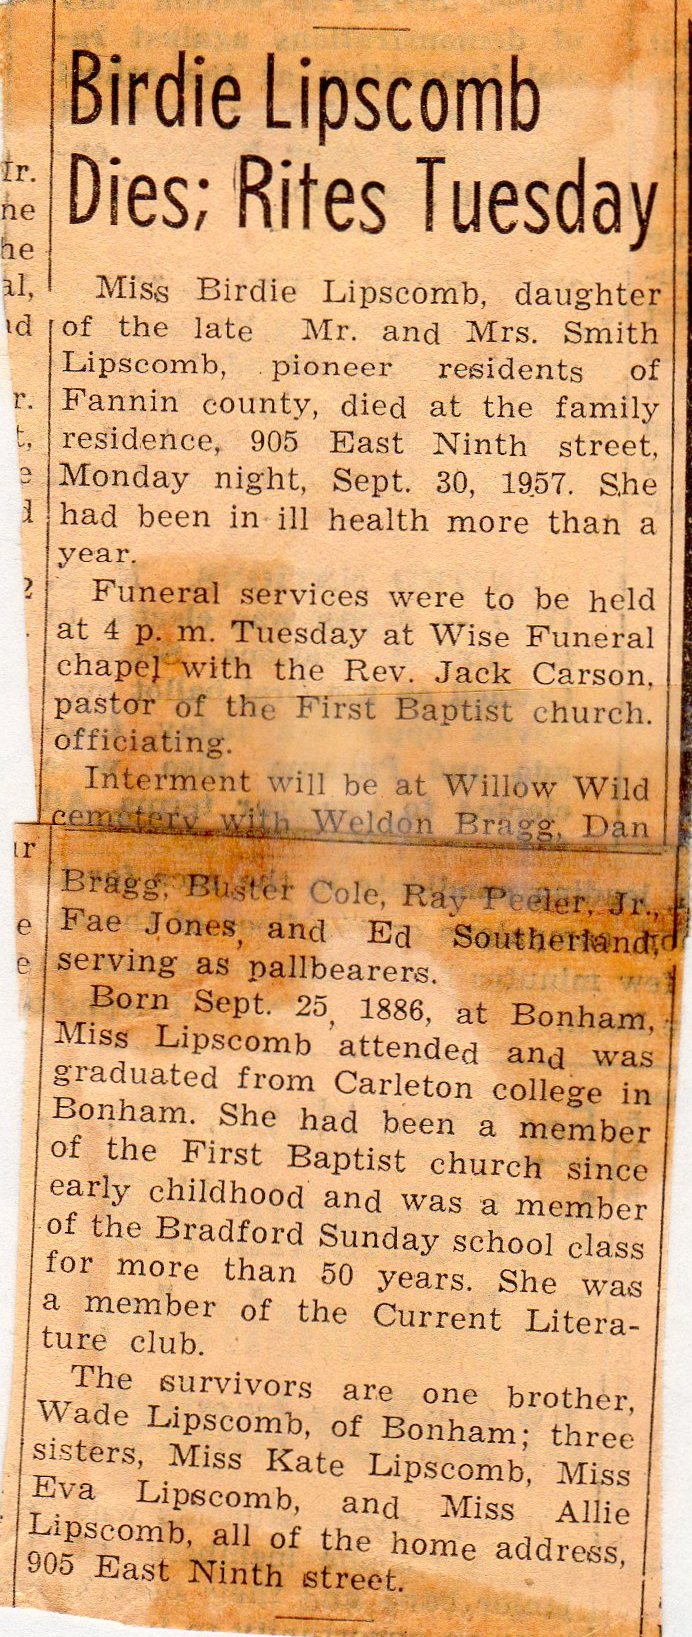 Birdie Lipscomb
Dies; Rites Tuesday
Miss Birdie Lipscomb, daughter
of the late Mr. and Mrs. Smith
Lipscomb, pioneer residents of
Fannin county, died at the family
residence, 905 East Ninth street,
Monday night, Sept. 30, 1957. She
had been in ill health more than a
year.
Funeral services were to be held
at 4 p. m. Tuesday at Wise Funeral
chapel with the Rev. Jack Carson,
pastor of the First Baptist church.
officiating.
Interment will be at Willow Wild
cemetery with Weldon Bragg, Dan
Bragg, Buster Cole, Ray Peeler, Jr.,
Fae Jones, and Ed Southerland,
serving as pallbearers.
Born Sept. 25, 1886, at Bonham,
Miss Lipscomb attended and was
graduated from Carleton college in
Bonham. She had been a member
of the First Baptist church since
early childhood and was a member
of the Bradford Sunday school class
for more than 50 years. She was
a member of the Current Litera-
ture club.
The survivors are one brother,
Wade Lipscomb, of Bonham; three
sisters, Miss Kate Lipscomb, Miss
Eva Lipscomb, and Miss Allie
Lipscomb, all of the home address,
905 East Ninth street.